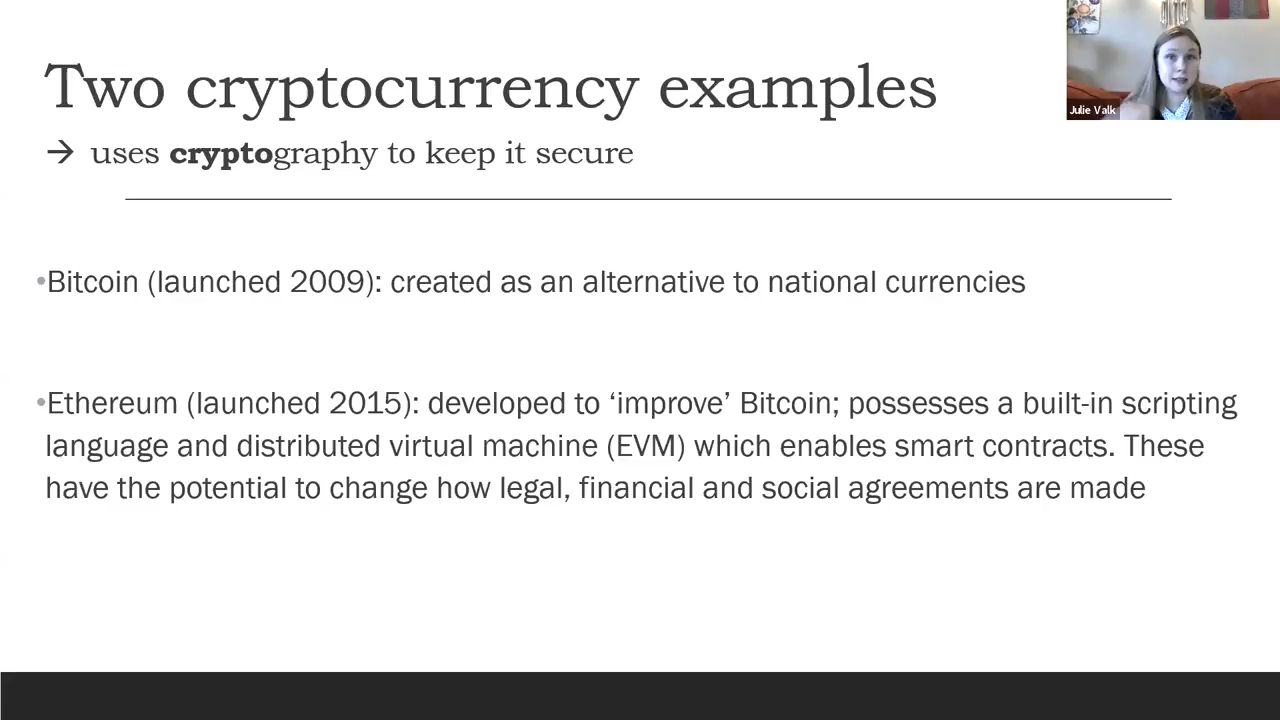 Two cryptocurrency examples
→ uses cryptography to keep it secure
Julie Valk
•Bitcoin (launched 2009): created as an alternative to national currencies
•Ethereum (launched 2015): developed to ‘improve’ Bitcoin; possesses a built-in scripting
language and distributed virtual machine (EVM) which enables smart contracts. These
have the potential to change how legal, financial and social agreements are made